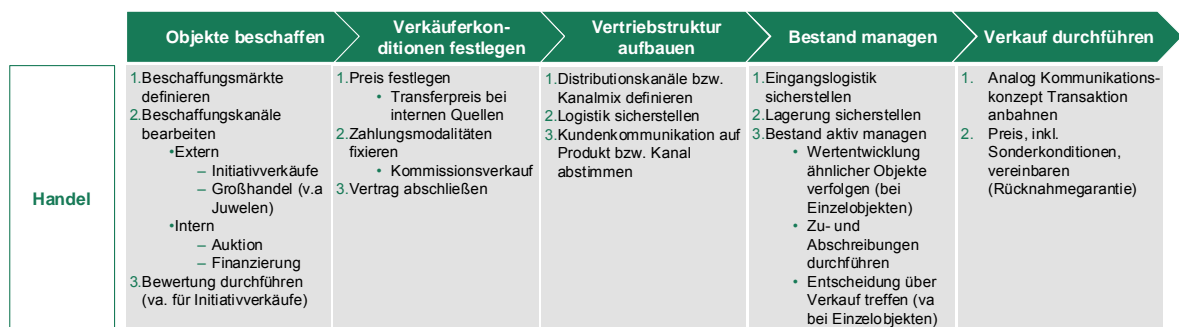 Objekte beschaffen
Verkäuferkon-
ditionen festlegen
Vertriebstruktur
aufbauen
Bestand managen
Verkauf durchführen
Handel
1.Beschaffungsmärkte
definieren
2.Beschaffungskanäle
bearbeiten
•Extern
– Initiativverkäufe
– Großhandel (v.a
Juwelen)
•Intern
– Auktion
– Finanzierung
3.Bewertung durchführen
(va. für Initiativverkäufe)
1.Preis festlegen
• Transferpreis bei
internen Quellen
2.Zahlungsmodalitäten
fixieren
• Kommissionsverkauf
3.Vertrag abschließen
1.Distributionskanäle bzw.
Kanalmix definieren
2.Logistik sicherstellen
3.Kundenkommunikation auf
Produkt bzw. Kanal
abstimmen
1.Eingangslogistik
sicherstellen
2.Lagerung sicherstellen
3.Bestand aktiv managen
• Wertentwicklung
ähnlicher Objekte
verfolgen (bei
Einzelobjekten)
• Zu- und
Abschreibungen
durchführen
• Entscheidung über
Verkauf treffen (va
bei Einzelobjekten)
1. Analog Kommunikations-
konzept Transaktion
anbahnen
2. Preis, inkl.
Sonderkonditionen,
vereinbaren
(Rücknahmegarantie)